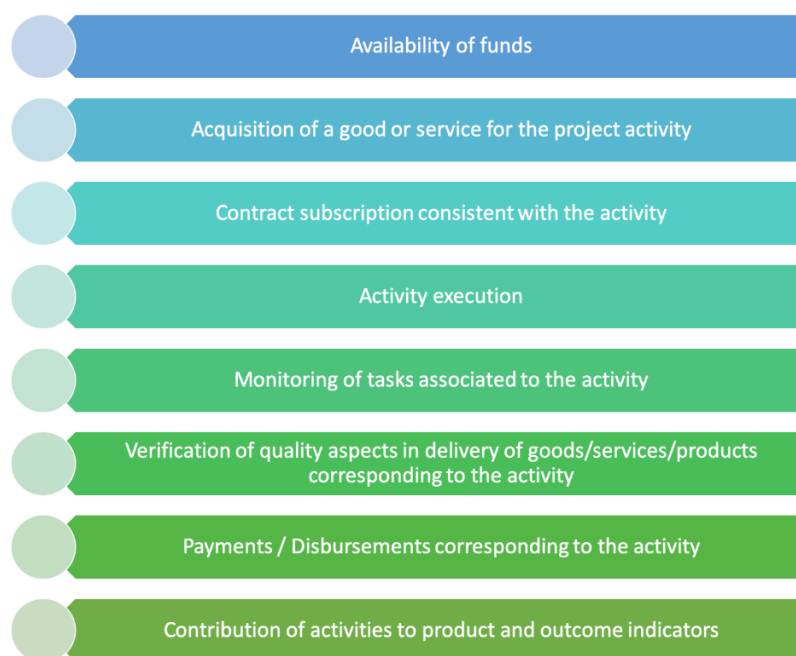 Availability of funds
Acquisition of a good or service for the project activity
Contract subscription consistent with the activity
Activity execution
Monitoring of tasks associated to the activity
Verification of quality aspects in delivery of goods/services/products
corresponding to the activity
Payments / Disbursements corresponding to the activity
Contribution of activities to product and outcome indicators